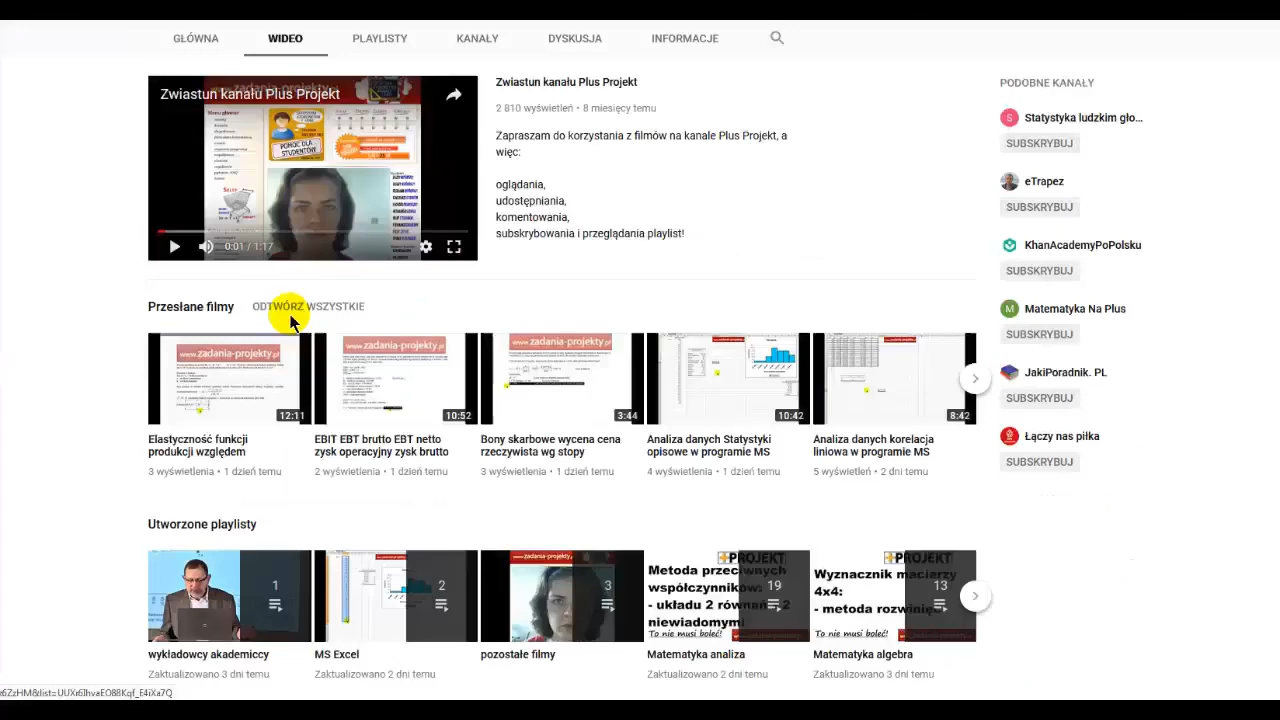 GŁÓWNA
WIDEO
PLAYLISTY
KANAŁY
DYSKUSJA
INFORMACJE
Zwiastun kanału Plus Projekt
POMOC DLA
STUDENTÓW
SKLEP
0:01 / 1:17
Zwiastun kanału Plus Projekt
2 810 wyświetleń • 8 miesięcy temu
Zapraszam do korzystania z filmów na kanale Plus Projekt, a
więc:
oglądania,
udostępniania,
komentowania,
subskrybowania i przeglądania playlist!
PODOBNE KANAŁY
S
Statystyka ludzkim gło...
SUBSKRYBUJ
eTrapez
SUBSKRYBUJ
KhanAcademyPoPolsku
SUBSKRYBUJ
M
Matematyka Na Plus
SUBSKRYBUJ
JakiPoradnik. PL
SUBSKRYBUJ
Łączy nas piłka
SUBSKRYBUJ
Przesłane filmy
ODTWÓRZ WSZYSTKIE
www.zadania-projekty.pl
12:11
Elastyczność funkcji
produkcji względem
3 wyświetlenia • 1 dzień temu
www.zadania-projekty.pl
10:52
EBIT EBT brutto EBT netto
zysk operacyjny zysk brutto
2 wyświetlenia • 1 dzień temu
www.zadania-projekty.pl
3:44
Bony skarbowe wycena cena
rzeczywista wg stopy
3 wyświetlenia • 1 dzień temu
10:42
Analiza danych Statystyki
opisowe w programie MS
4 wyświetlenia • 1 dzień temu
8:42
Analiza danych korelacja
liniowa w programie MS
5 wyświetleń • 2 dni temu
Utworzone playlisty
1
wykładowcy akademiccy
Zaktualizowano 3 dni temu
2
MS Excel
Zaktualizowano 2 dni temu
www.zadania-projekty.pl
3
pozostałe filmy
PROJEKT
Metoda przeciwnych
współczynników:
- układu 2 równań 2
niewiadomymi
To nie musi boleć!
19
Matematyka analiza
Zaktualizowano 2 dni temu
PROJEKT
Wyznacznik macierzy
4x4:
- metoda rozwinię
To nie musi boleć!
13
Matematyka algebra
Zaktualizowano 3 dni temu